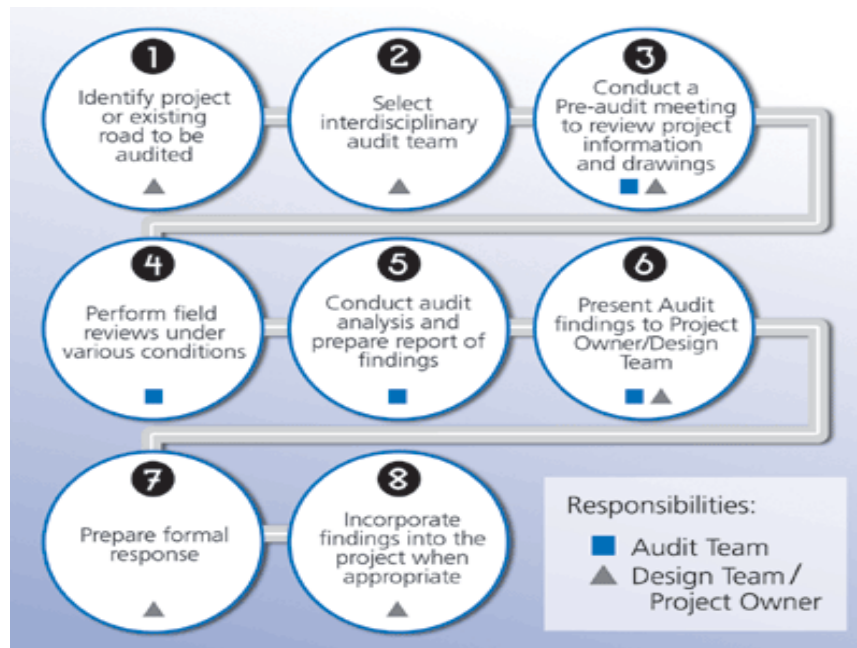 1
Identify project
or existing
road to be
audited
2
Select
interdisciplinary
audit team
3
Conduct a
Pre-audit meeting
to review project
information
and drawings
4
Perform field
reviews under
various conditions
5
Conduct audit
analysis and
prepare report of
findings
6
Present Audit
findings to Project
Owner/Design
Team
7
Prepare formal
response
8
Incorporate
findings into the
project when
appropriate
Responsibilities:
Audit Team
Design Team /
Project Owner